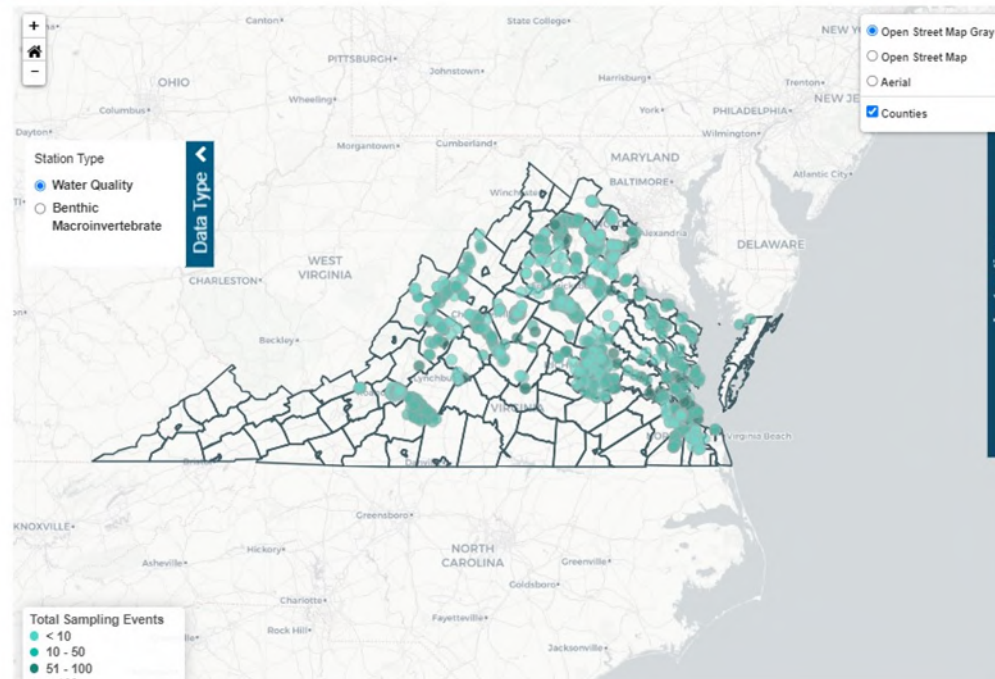 Canton•
State College•
NEW Y
+
−
PITTSBURGH•
Johnstown•
OHIO
Harrisburg•
Trenton•
Wheeling•
Columbus•
York•
PHILADELPHIA•
NEW JE
Wilmington•
Dayton•
Morgantown•
Cumberland•
MARYLAND
BALTIMORE•
Atlantic City•
Open Street Map Gray
Open Street Map
Aerial
Counties
Station Type
Water Quality
Benthic
Macroinvertebrate
Data Type
Alexandria
DELAWARE
WEST
VIRGINIA
CHARLESTON•
Beckley•
Lynchbu
VIRGINIA
Virginia Beach
Greensboro•
KNOXVILLE•
Hickory•
Asheville•
NORTH
CAROLINA
Greenville•
Goldsboro•
Charlotte•
Rock Hill•
Fayetteville•
Jacksonville•
Total Sampling Events
< 10
10 - 50
51 - 100